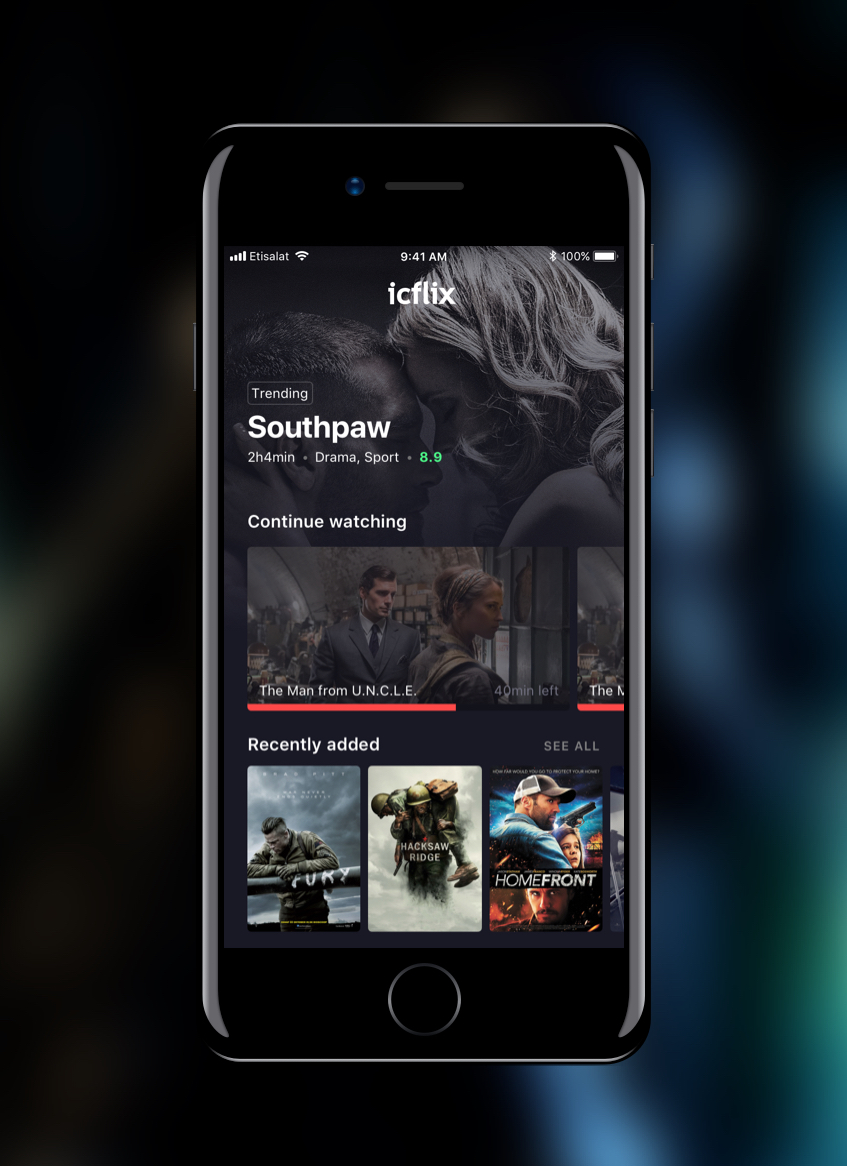 Etisalat
9:41 AM
100%
icflix
Trending
Southpaw
2h4min • Drama, Sport • 8.9
Continue watching
The Man from U.N.C.L.E.
40min left
The M
Recently added
SEE ALL
BRAD PITT
FURY
HACKSAW
RIDGE
HOW FAR WOULD YOU GO TO PROTECT YOUR HOME?
HOMEFRONT